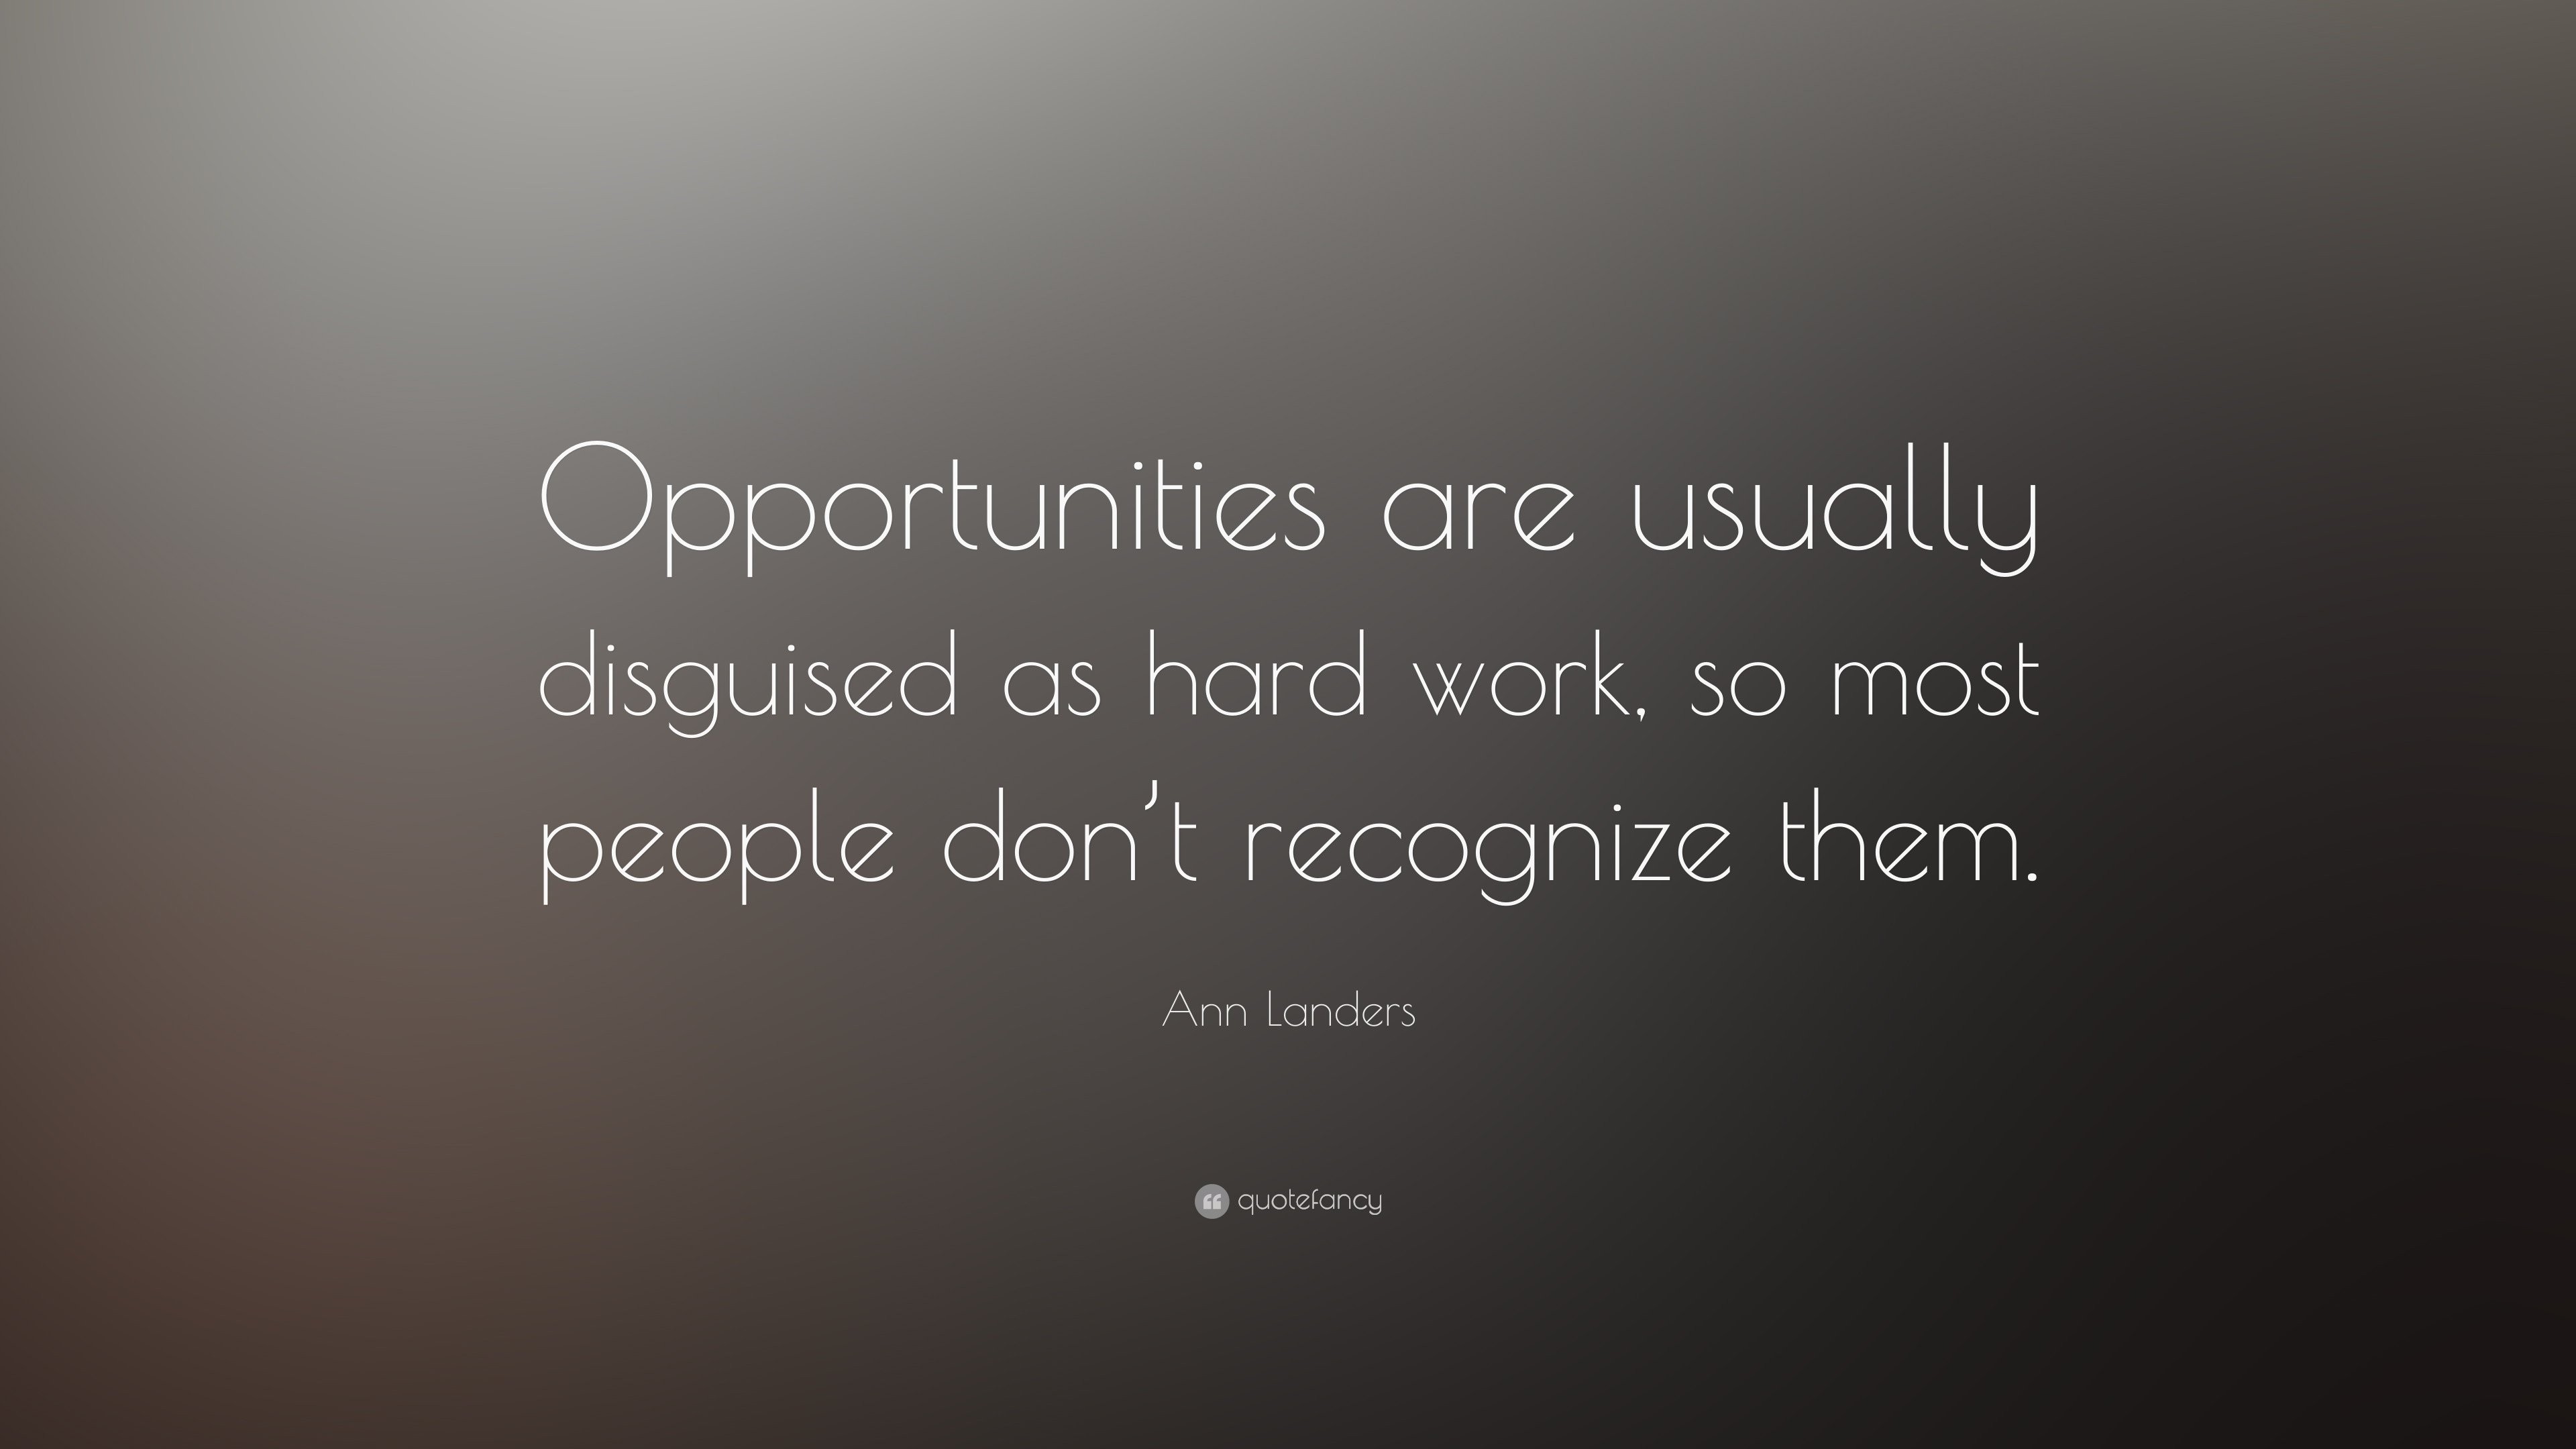 Opportunities are usually
disguised as hard work, so most
people don’t recognize them.
Ann Landers
quotefancy